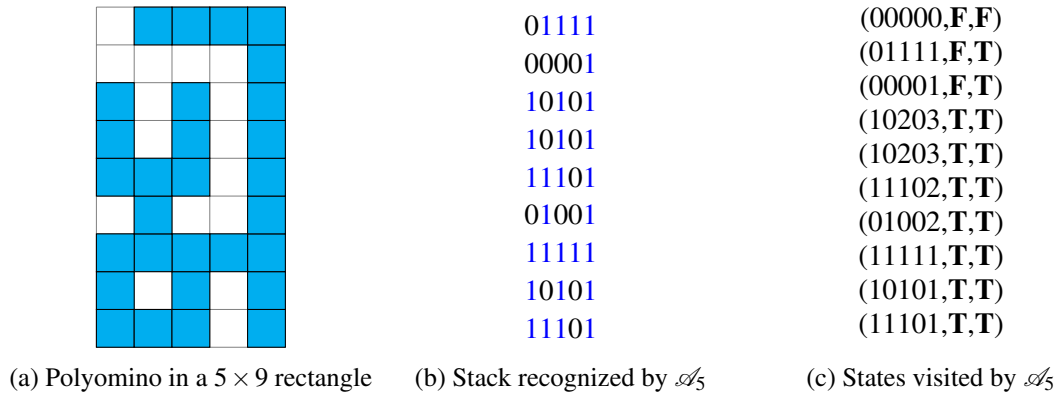 01111
00001
10101
10101
11101
01001
11111
10101
11101
(00000,F,F)
(01111,F,T)
(00001,F,T)
(10203,T,T)
(10203,T,T)
(11102,T,T)
(01002,T,T)
(11111,T,T)
(10101,T,T)
(11101,T,T)
(a) Polyomino in a 5 × 9 rectangle
(b) Stack recognized by 𝒜₅
(c) States visited by 𝒜₅